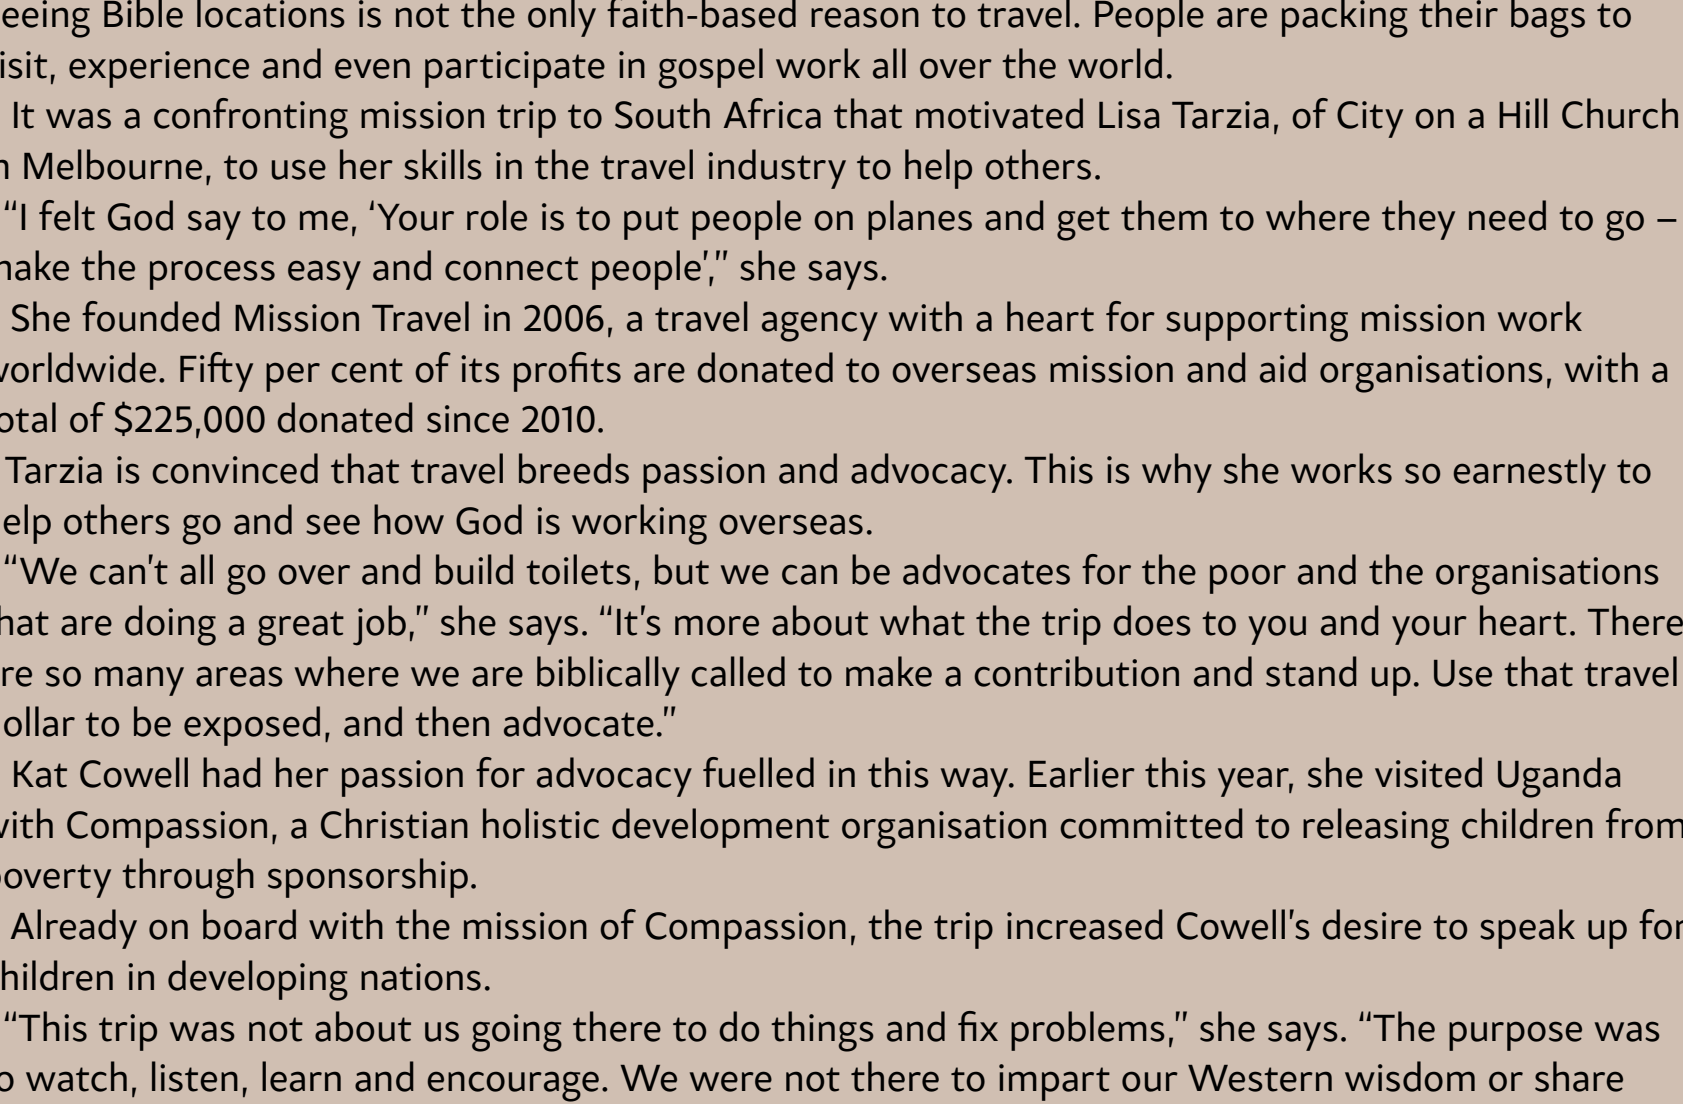 eeing Bible locations is not the only faith-based reason to travel. People are packing their bags to
isit, experience and even participate in gospel work all over the world.
It was a confronting mission trip to South Africa that motivated Lisa Tarzia, of City on a Hill Church
n Melbourne, to use her skills in the travel industry to help others.
“I felt God say to me, ‘Your role is to put people on planes and get them to where they need to go –
nake the process easy and connect people’,” she says.
She founded Mission Travel in 2006, a travel agency with a heart for supporting mission work
vorldwide. Fifty per cent of its profits are donated to overseas mission and aid organisations, with a
otal of $225,000 donated since 2010.
Tarzia is convinced that travel breeds passion and advocacy. This is why she works so earnestly to
elp others go and see how God is working overseas.
“We can’t all go over and build toilets, but we can be advocates for the poor and the organisations
hat are doing a great job,” she says. “It’s more about what the trip does to you and your heart. There
re so many areas where we are biblically called to make a contribution and stand up. Use that travel
ollar to be exposed, and then advocate.”
Kat Cowell had her passion for advocacy fuelled in this way. Earlier this year, she visited Uganda
vith Compassion, a Christian holistic development organisation committed to releasing children from
poverty through sponsorship.
Already on board with the mission of Compassion, the trip increased Cowell’s desire to speak up for
hildren in developing nations.
“This trip was not about us going there to do things and fix problems,” she says. “The purpose was
o watch, listen, learn and encourage. We were not there to impart our Western wisdom or share